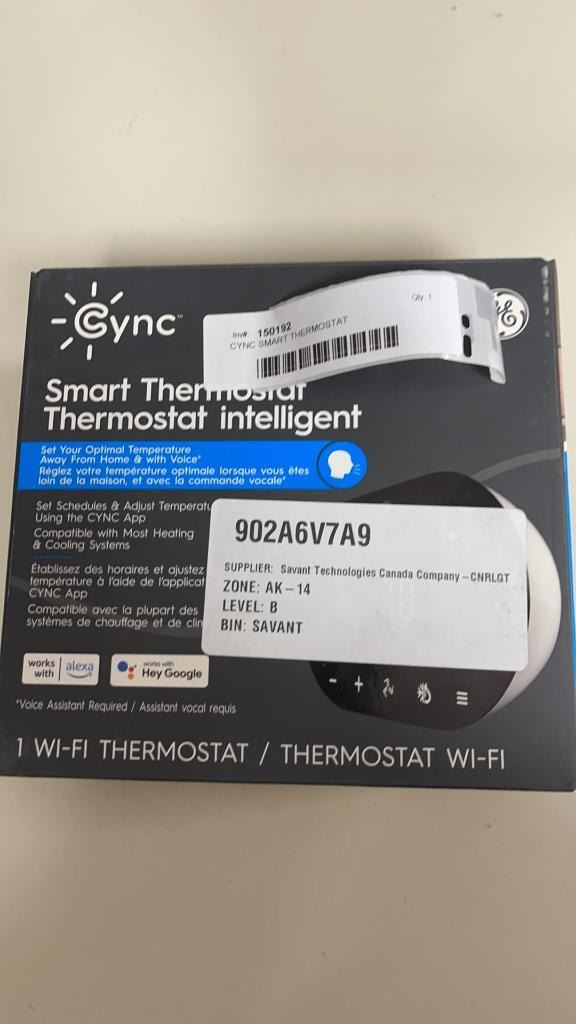 Cync™
Inv#: 150192
Qty 1
CYNC SMART THERMOSTAT
GE
Smart Thermostat
Thermostat intelligent
Set Your Optimal Temperature
Away From Home & with Voice*
Réglez votre température optimale lorsque vous êtes
loin de la maison, et avec la commande vocale*
Set Schedules & Adjust Temperatu
Using the CYNC App
Compatible with Most Heating
& Cooling Systems
Établissez des horaires et ajustez
température à l'aide de l'applicat
CYNC App
Compatible avec la plupart des
systèmes de chauffage et de clim
902A6V7A9
SUPPLIER: Savant Technologies Canada Company-CNRLGT
ZONE: AK-14
LEVEL: B
BIN: SAVANT
works with alexa
works with Hey Google
*Voice Assistant Required / Assistant vocal requis
1 WI-FI THERMOSTAT / THERMOSTAT WI-FI